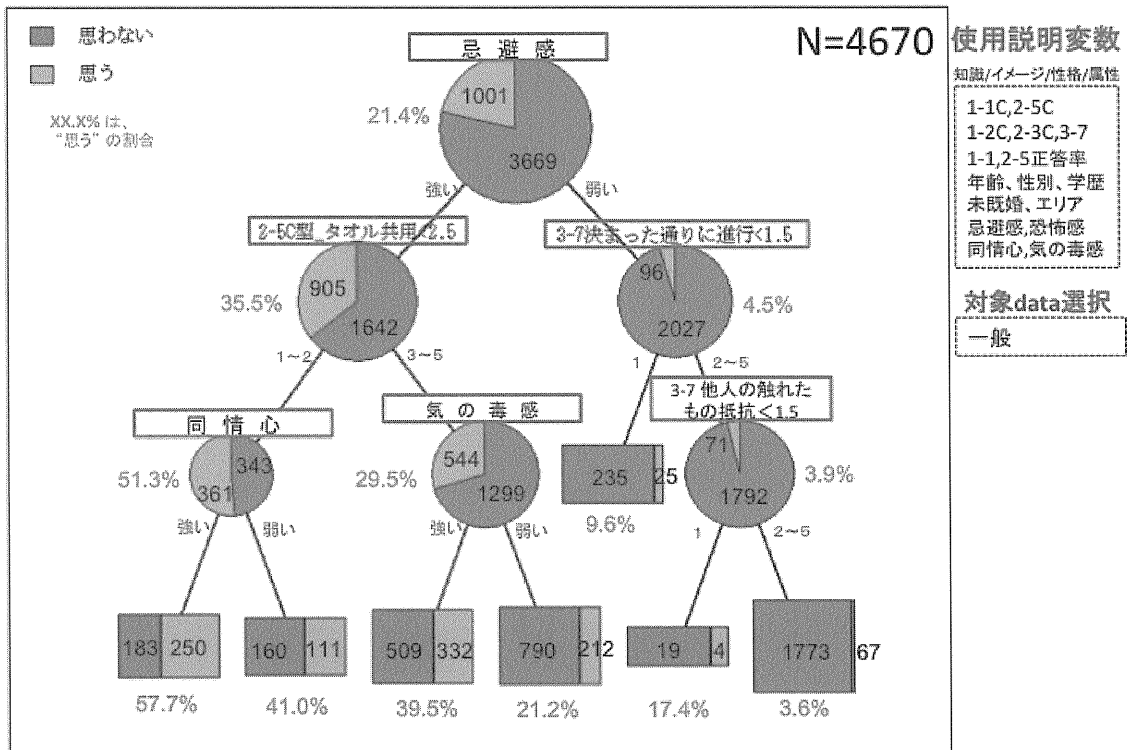 思わない
思う
XX.X% は、
“思う” の割合
N=4670
忌 避 感
1001
21.4%
3669
強い
弱い
2-5C型_タオル共用<2.5
3-7決まった通りに進行<1.5
905
35.5%
1642
96
4.5%
2027
1~2
3~5
1
2~5
同 情 心
気 の 毒 感
3-7 他人の触れた
もの抵抗<1.5
51.3%
343
361
544
29.5%
1299
235
25
9.6%
71
3.9%
1792
強い
弱い
強い
弱い
1
2~5
183
250
160
111
509
332
790
212
19
4
1773
67
57.7%
41.0%
39.5%
21.2%
17.4%
3.6%
使用説明変数
知識/イメージ/性格/属性
1-1C,2-5C
1-2C,2-3C,3-7
1-1,2-5正答率
年齢、性別、学歴
未既婚、エリア
忌避感,恐怖感
同情心,気の毒感
対象data選択
一般